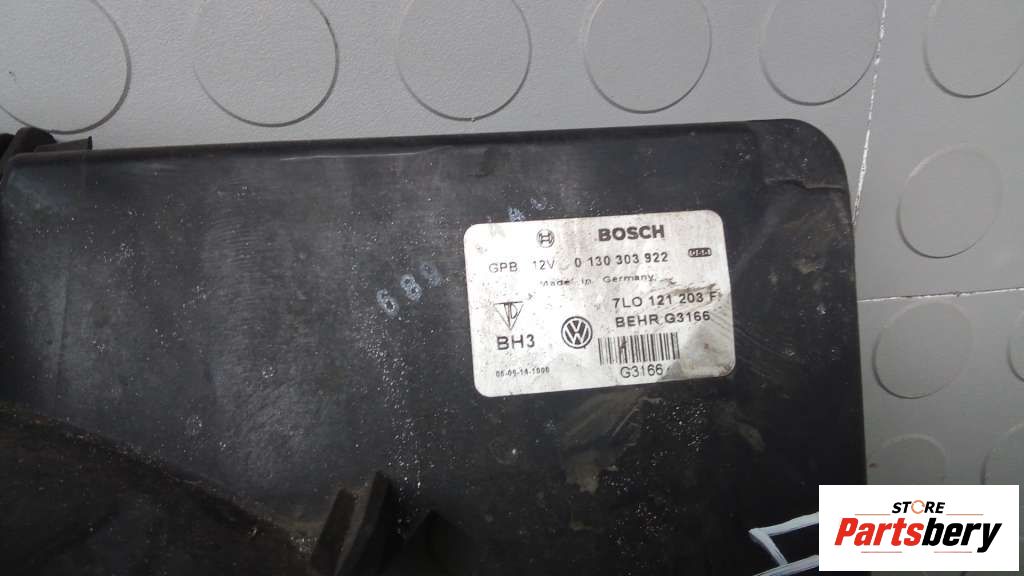 BOSCH
GPB 12V 0 130 303 922
Made in Germany
7L0 121 203 F
BEHR G3166
BH3
G3166
STORE
Partsbery